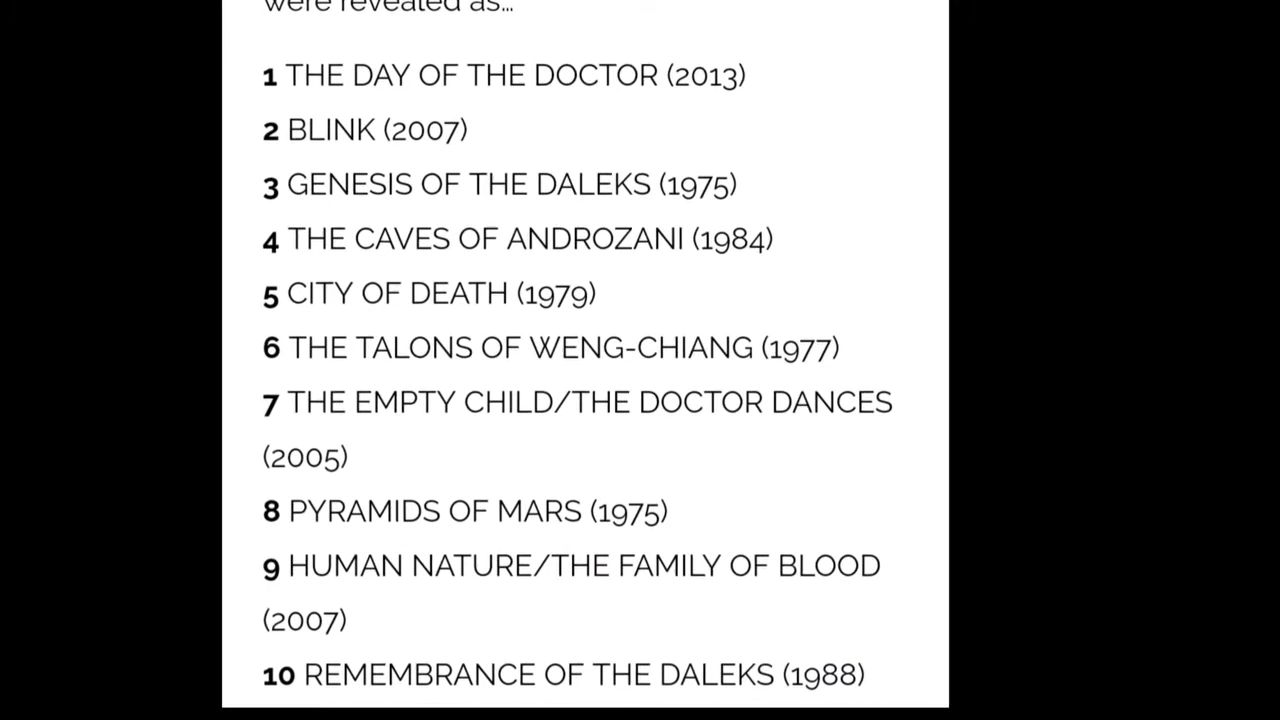 were revealed as...
1 THE DAY OF THE DOCTOR (2013)
2 BLINK (2007)
3 GENESIS OF THE DALEKS (1975)
4 THE CAVES OF ANDROZANI (1984)
5 CITY OF DEATH (1979)
6 THE TALONS OF WENG-CHIANG (1977)
7 THE EMPTY CHILD/THE DOCTOR DANCES
(2005)
8 PYRAMIDS OF MARS (1975)
9 HUMAN NATURE/THE FAMILY OF BLOOD
(2007)
10 REMEMBRANCE OF THE DALEKS (1988)